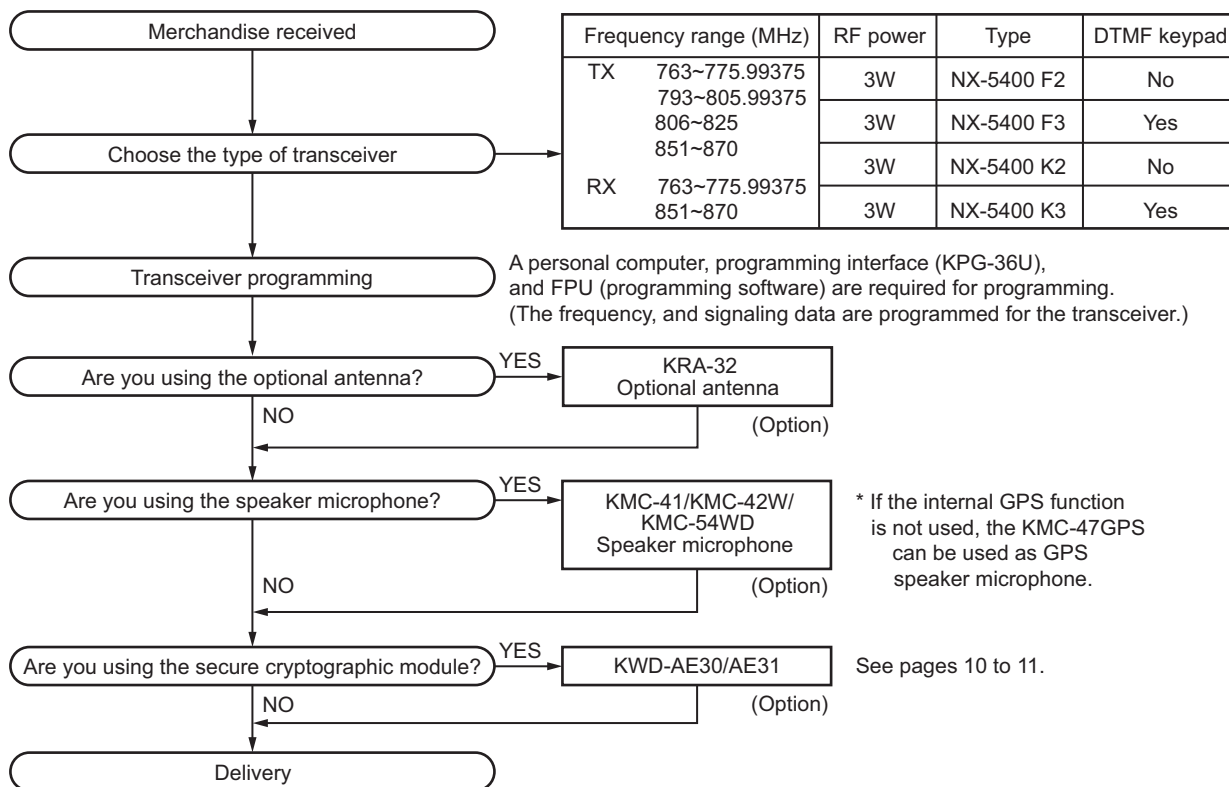 Merchandise received
Choose the type of transceiver
Frequency range (MHz) RF power Type DTMF keypad
TX 763~775.99375
793~805.99375
806~825
851~870
RX 763~775.99375
851~870
3W NX-5400 F2 No
3W NX-5400 F3 Yes
3W NX-5400 K2 No
3W NX-5400 K3 Yes
Transceiver programming
A personal computer, programming interface (KPG-36U),
and FPU (programming software) are required for programming.
(The frequency, and signaling data are programmed for the transceiver.)
Are you using the optional antenna?
YES
KRA-32
Optional antenna
(Option)
NO
Are you using the speaker microphone?
YES
KMC-41/KMC-42W/
KMC-54WD
Speaker microphone
(Option)
* If the internal GPS function
is not used, the KMC-47GPS
can be used as GPS
speaker microphone.
NO
Are you using the secure cryptographic module?
YES
KWD-AE30/AE31
(Option)
See pages 10 to 11.
NO
Delivery